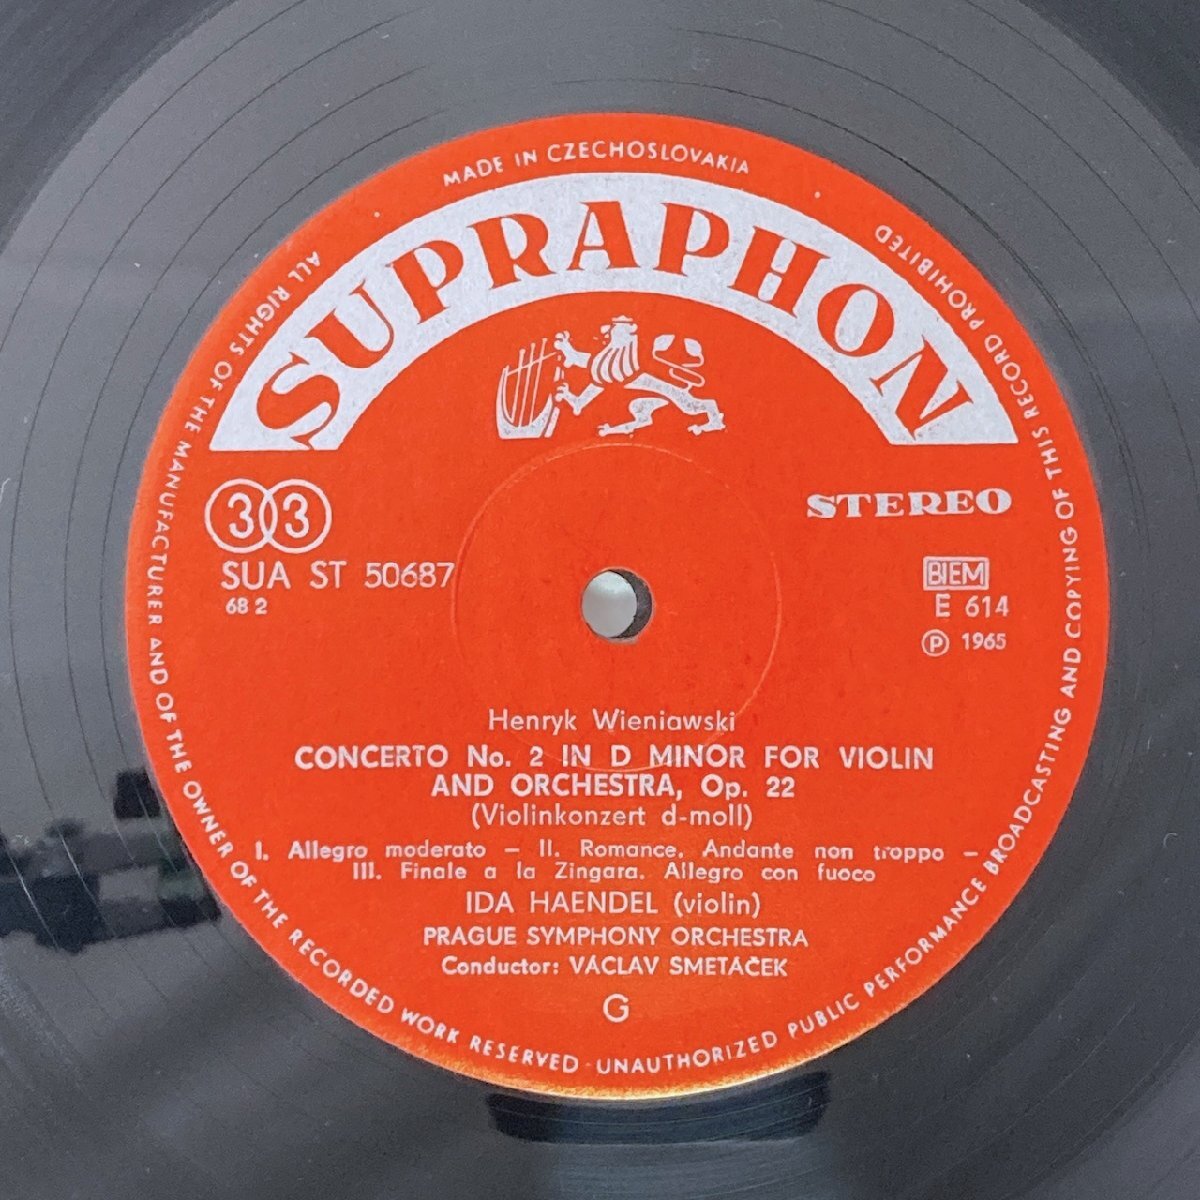 MADE IN CZECHOSLOVAKIA
SUPRAPHON
ALL RIGHTS OF THE MANUFACTURER AND OF THE OWNER OF THE RECORDED WORK RESERVED · UNAUTHORIZED PUBLIC PERFORMANCE BROADCASTING AND COPYING OF THIS RECORD PROHIBITED
33
STEREO
SUA ST 50687
68 2
BIEM
E 614
Ⓟ 1965
Henryk Wieniawski
CONCERTO No. 2 IN D MINOR FOR VIOLIN
AND ORCHESTRA, Op. 22
(Violinkonzert d-moll)
I. Allegro moderato – II. Romance. Andante non troppo –
III. Finale a la Zingara. Allegro con fuoco
IDA HAENDEL (violin)
PRAGUE SYMPHONY ORCHESTRA
Conductor: VÁCLAV SMETÁČEK
G